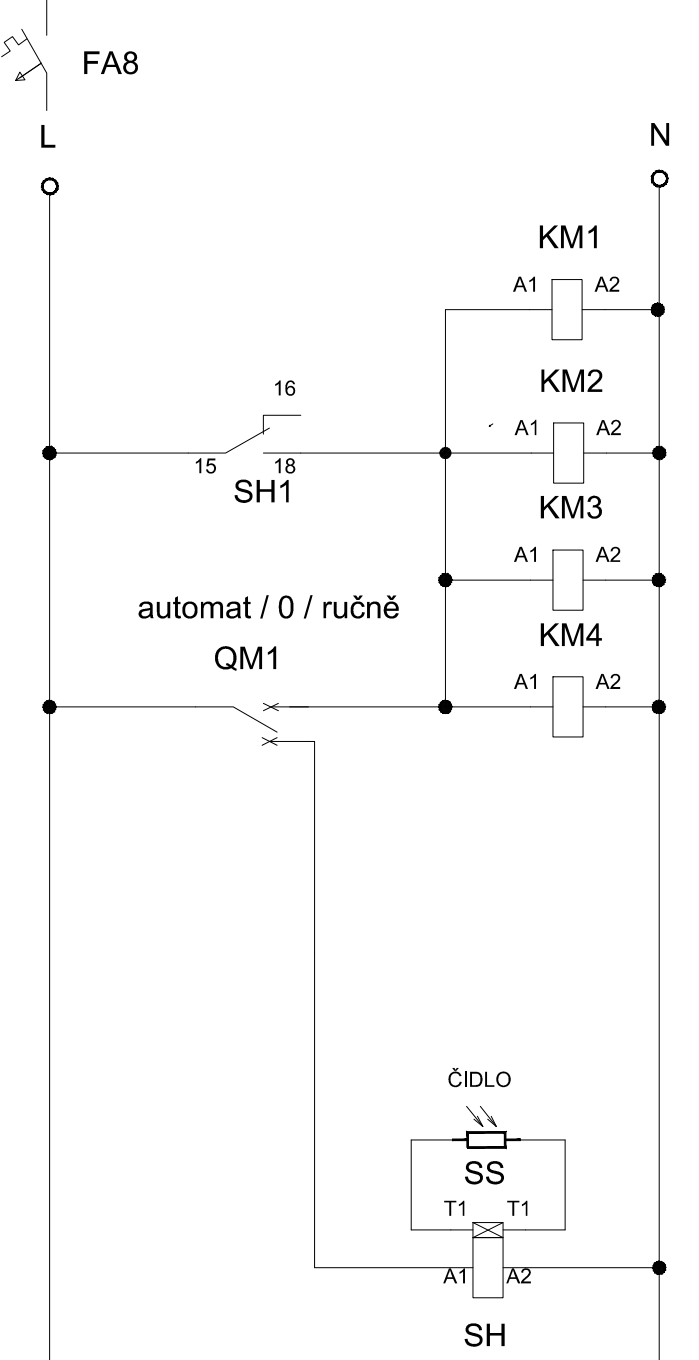 FA8
L
N
KM1
A1 A2
16
KM2
A1 A2
15 18
SH1
KM3
A1 A2
automat / 0 / ručně
QM1
KM4
A1 A2
ČIDLO
SS
T1 T1
A1 A2
SH